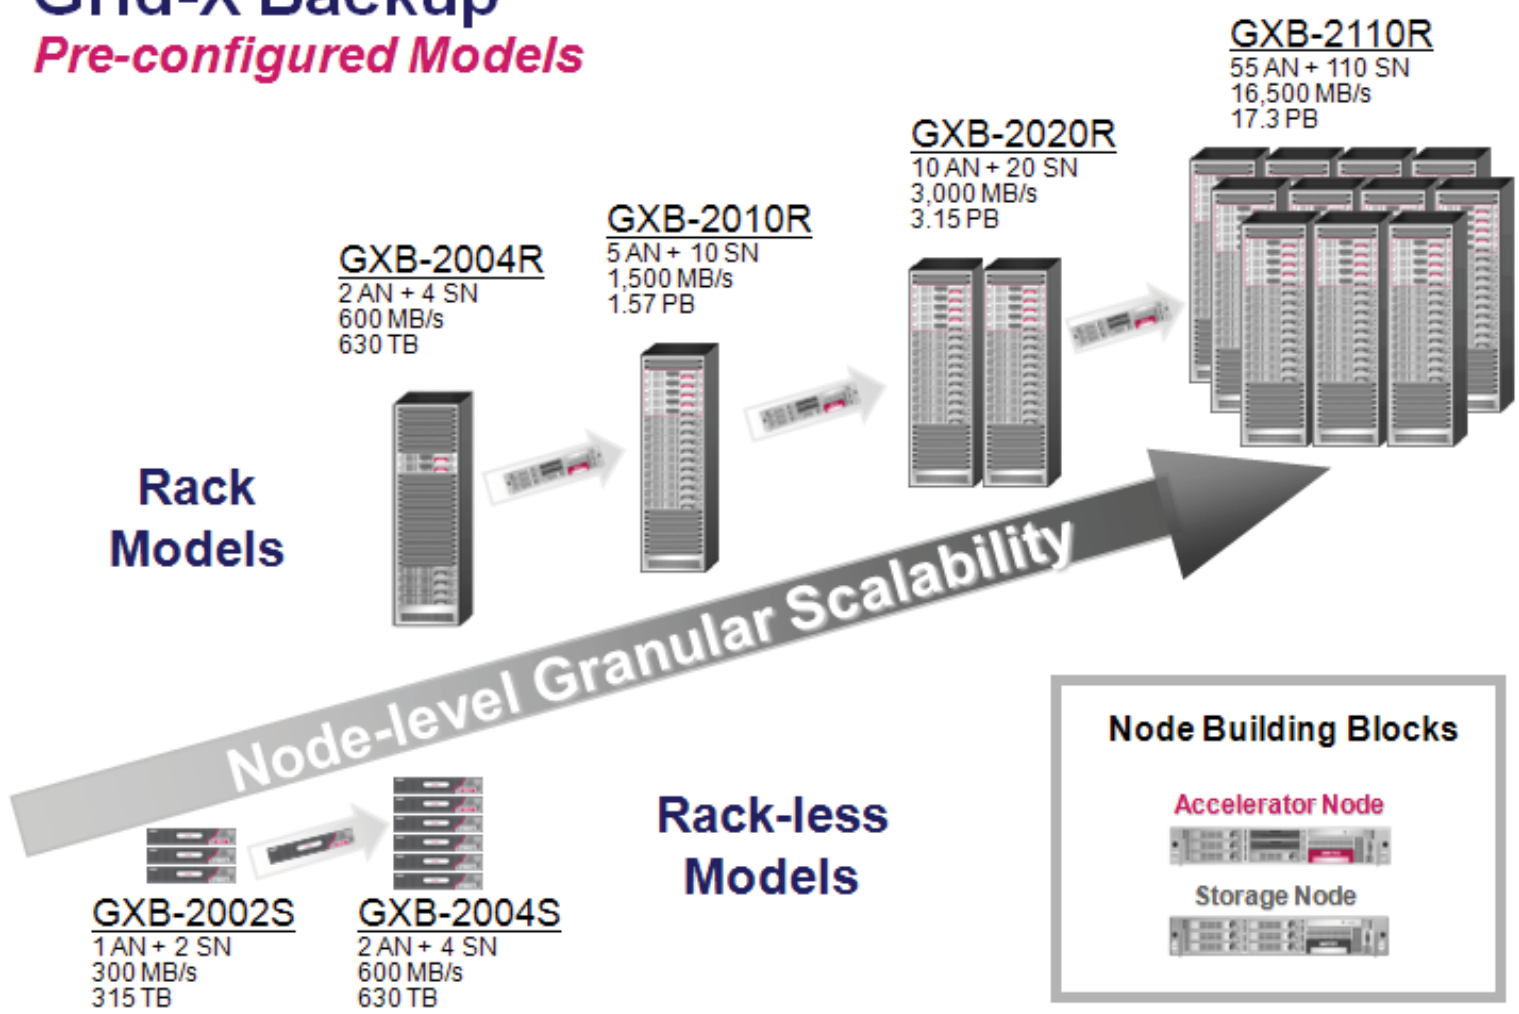 Grid-X Backup
Pre-configured Models
GXB-2110R
55 AN + 110 SN
16,500 MB/s
17.3 PB
GXB-2020R
10 AN + 20 SN
3,000 MB/s
3.15 PB
GXB-2010R
5 AN + 10 SN
1,500 MB/s
1.57 PB
GXB-2004R
2 AN + 4 SN
600 MB/s
630 TB
Rack
Models
Node-level Granular Scalability
Rack-less
Models
GXB-2002S
1 AN + 2 SN
300 MB/s
315 TB
GXB-2004S
2 AN + 4 SN
600 MB/s
630 TB
Node Building Blocks
Accelerator Node
Storage Node